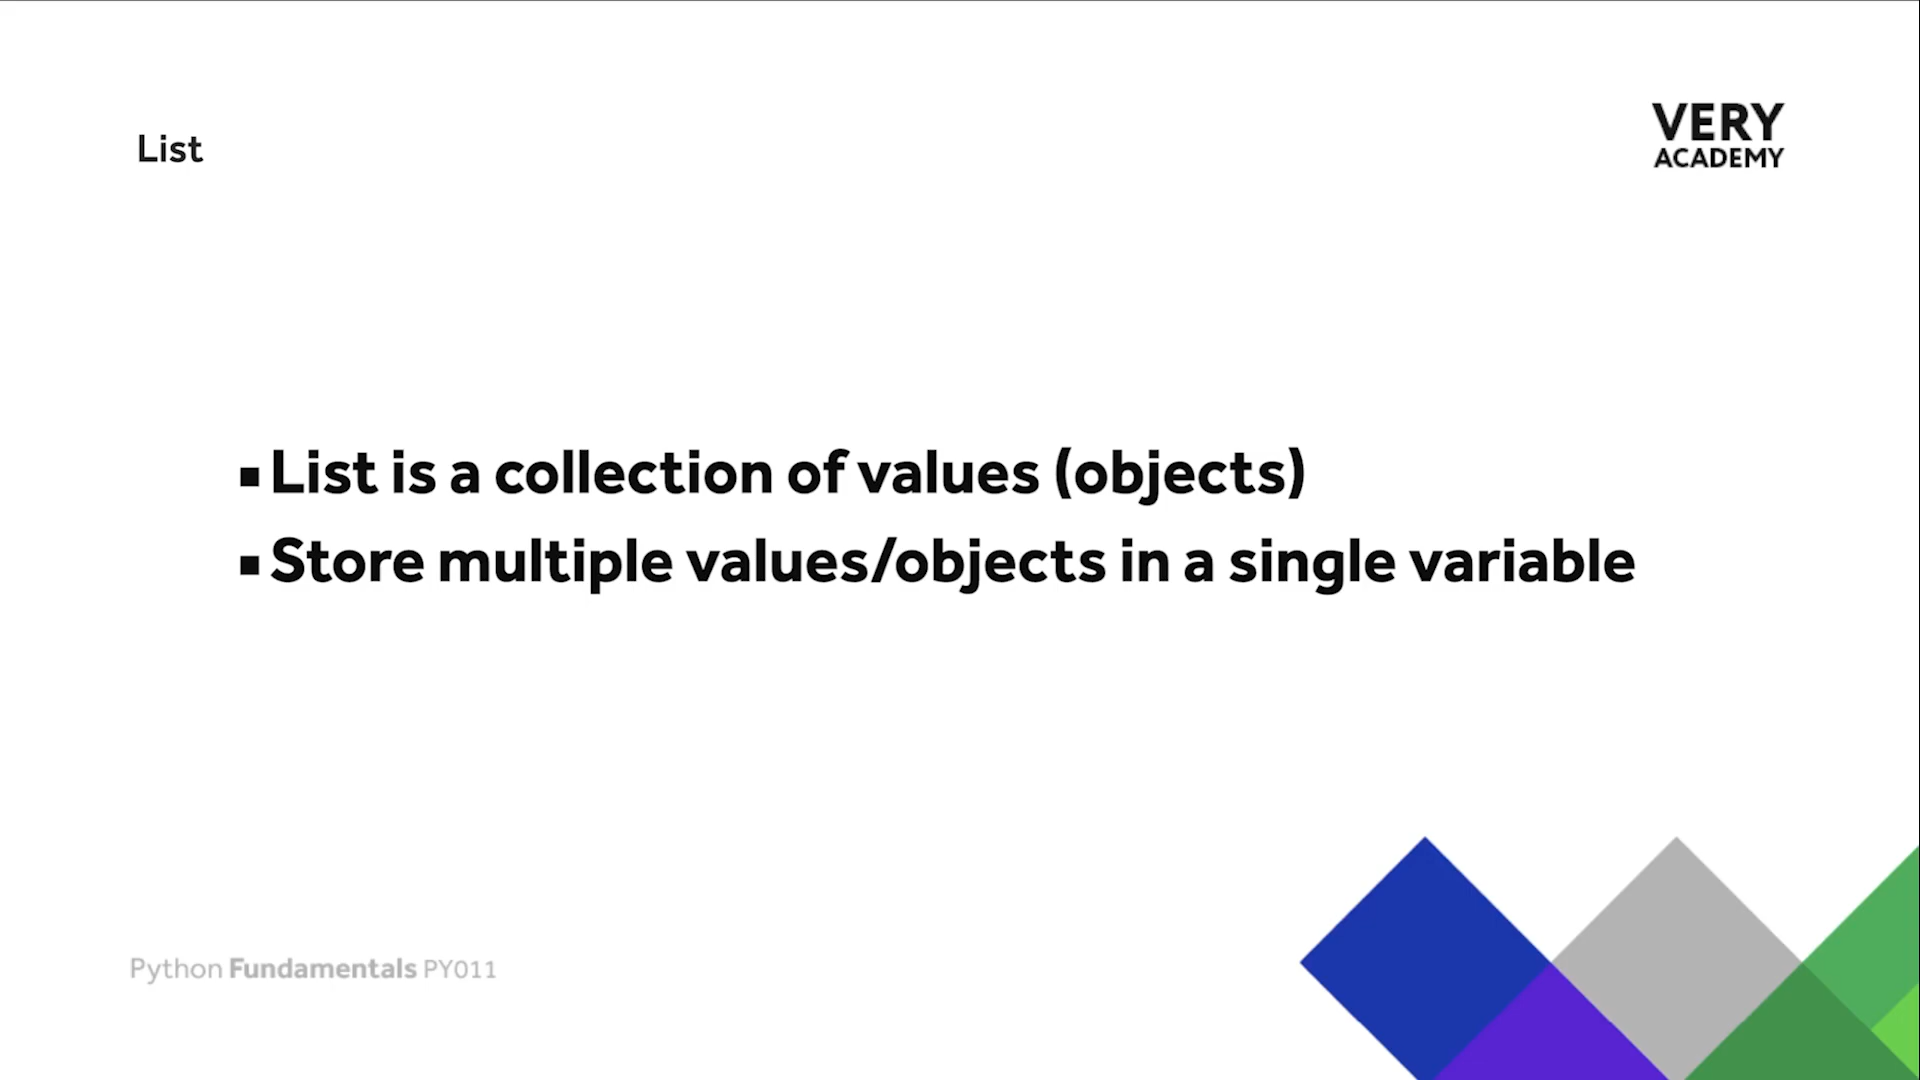 List
VERY
ACADEMY
▪List is a collection of values (objects)
▪Store multiple values/objects in a single variable
Python Fundamentals PY011